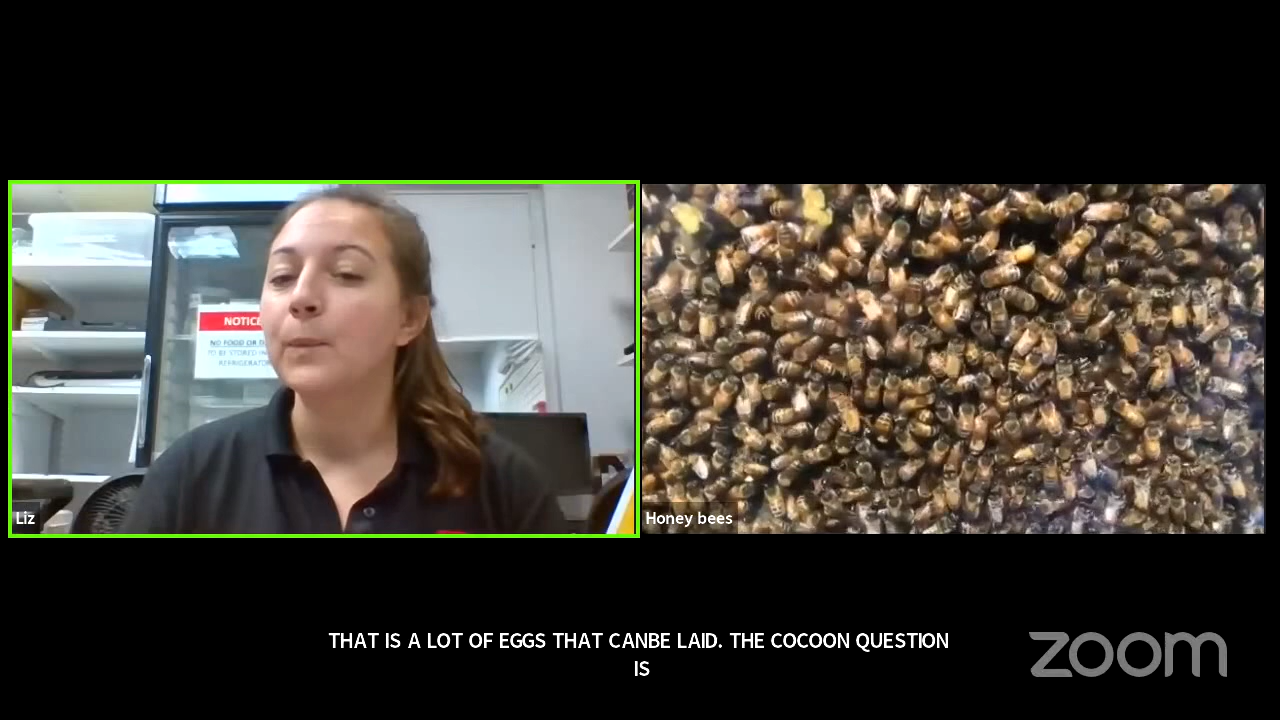 NOTICE
NO FOOD OR
TO BE STORED IN
REFRIGERATOR
Liz
Honey bees
THAT IS A LOT OF EGGS THAT CANBE LAID. THE COCOON QUESTION
IS
zoom